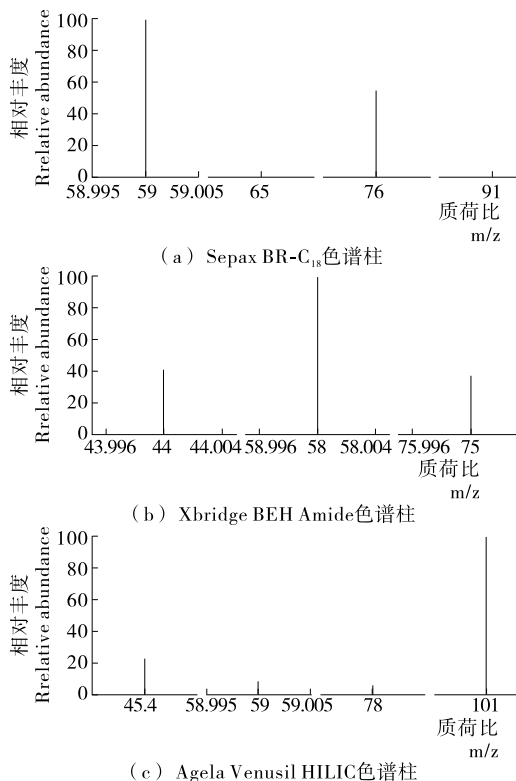 相对丰度
Rrelative abundance
100
80
60
40
20
0
58.995 59 59.005 65 76 91
质荷比
m/z
（a）Sepax BR-C₁₈色谱柱
相对丰度
Rrelative abundance
100
80
60
40
20
0
43.996 44 44.004 58.996 58 58.004 75.996 75
质荷比
m/z
（b）Xbridge BEH Amide色谱柱
相对丰度
Rrelative abundance
100
80
60
40
20
0
45.4 58.995 59 59.005 78 101
质荷比
m/z
（c）Agela Venusil HILIC色谱柱